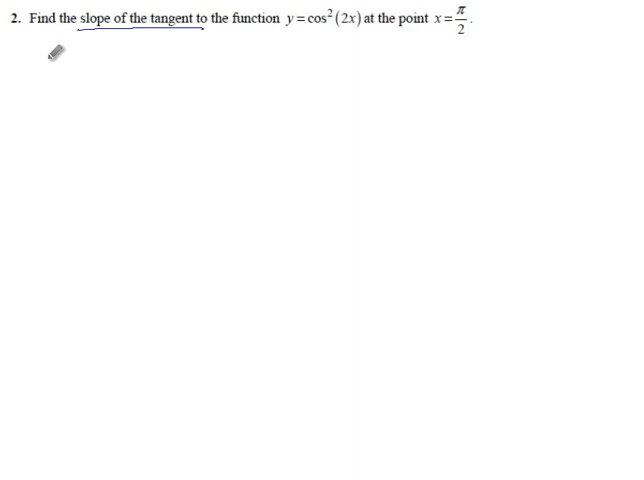 2. Find the slope of the tangent to the function y = cos²(2x) at the point x = π/2.